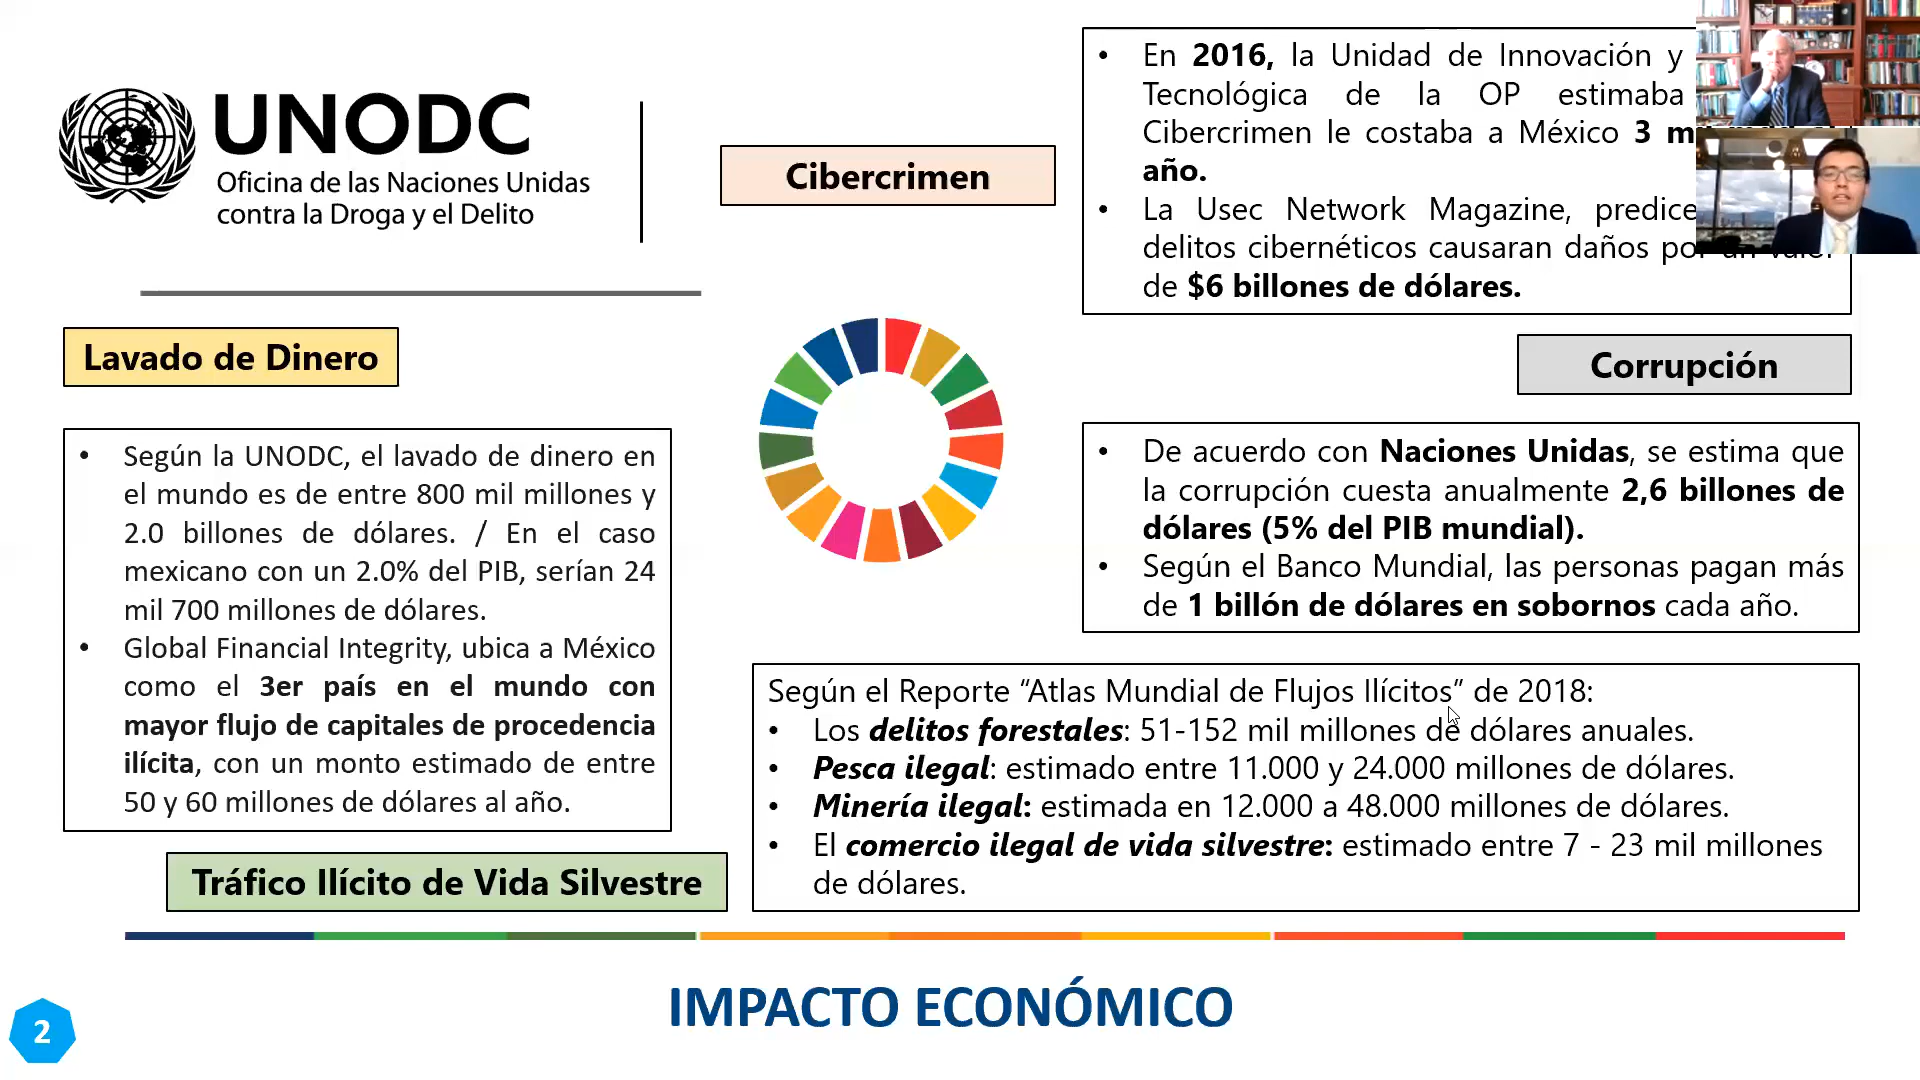 UNODC
Oficina de las Naciones Unidas
contra la Droga y el Delito
Cibercrimen
• En 2016, la Unidad de Innovación y
Tecnológica de la OP estimaba
Cibercrimen le costaba a México 3
año.
• La Usec Network Magazine, predice
delitos cibernéticos causaran daños por un valor
de $6 billones de dólares.
Lavado de Dinero
• Según la UNODC, el lavado de dinero en
el mundo es de entre 800 mil millones y
2.0 billones de dólares. / En el caso
mexicano con un 2.0% del PIB, serían 24
mil 700 millones de dólares.
• Global Financial Integrity, ubica a México
como el 3er país en el mundo con
mayor flujo de capitales de procedencia
ilícita, con un monto estimado de entre
50 y 60 millones de dólares al año.
Corrupción
• De acuerdo con Naciones Unidas, se estima que
la corrupción cuesta anualmente 2,6 billones de
dólares (5% del PIB mundial).
• Según el Banco Mundial, las personas pagan más
de 1 billón de dólares en sobornos cada año.
Tráfico Ilícito de Vida Silvestre
Según el Reporte “Atlas Mundial de Flujos Ilícitos” de 2018:
• Los delitos forestales: 51-152 mil millones de dólares anuales.
• Pesca ilegal: estimado entre 11.000 y 24.000 millones de dólares.
• Minería ilegal: estimada en 12.000 a 48.000 millones de dólares.
• El comercio ilegal de vida silvestre: estimado entre 7 - 23 mil millones
de dólares.
IMPACTO ECONÓMICO
2